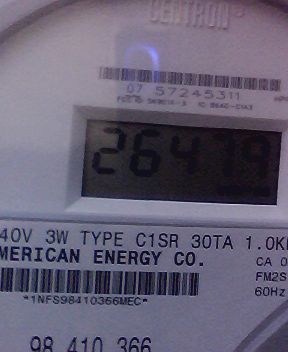 CENTRON®
07 57245311
26479
40V 3W TYPE C1SR 30TA 1.0K
MERICAN ENERGY CO.
CA 0
*1NFS98410366MEC*
FM2S
60Hz
98 410 366